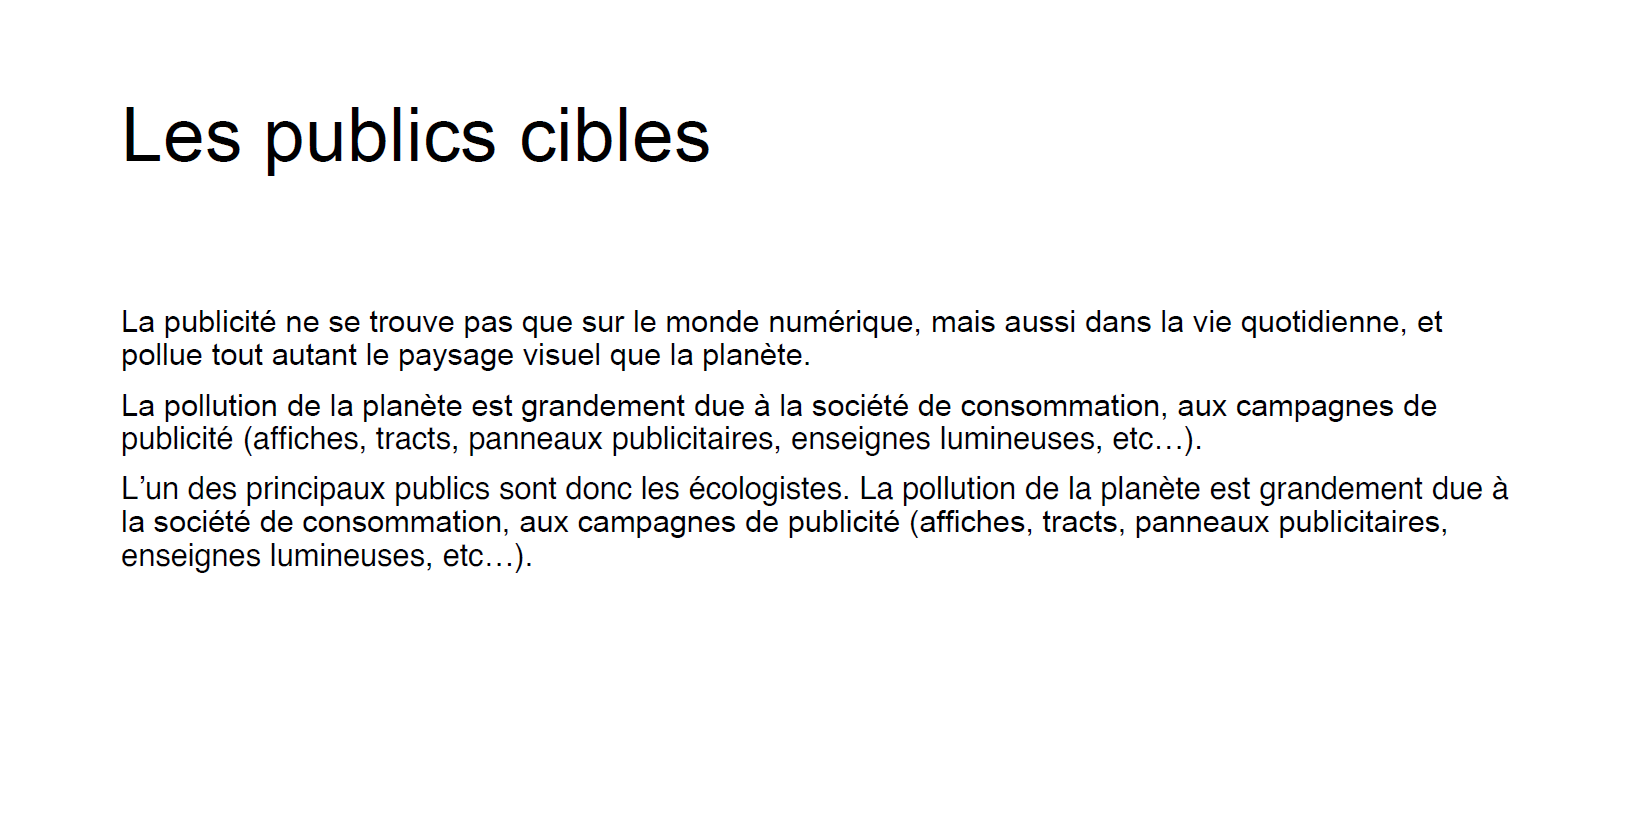 Les publics cibles
La publicité ne se trouve pas que sur le monde numérique, mais aussi dans la vie quotidienne, et
pollue tout autant le paysage visuel que la planète.
La pollution de la planète est grandement due à la société de consommation, aux campagnes de
publicité (affiches, tracts, panneaux publicitaires, enseignes lumineuses, etc…).
L’un des principaux publics sont donc les écologistes. La pollution de la planète est grandement due à
la société de consommation, aux campagnes de publicité (affiches, tracts, panneaux publicitaires,
enseignes lumineuses, etc…).